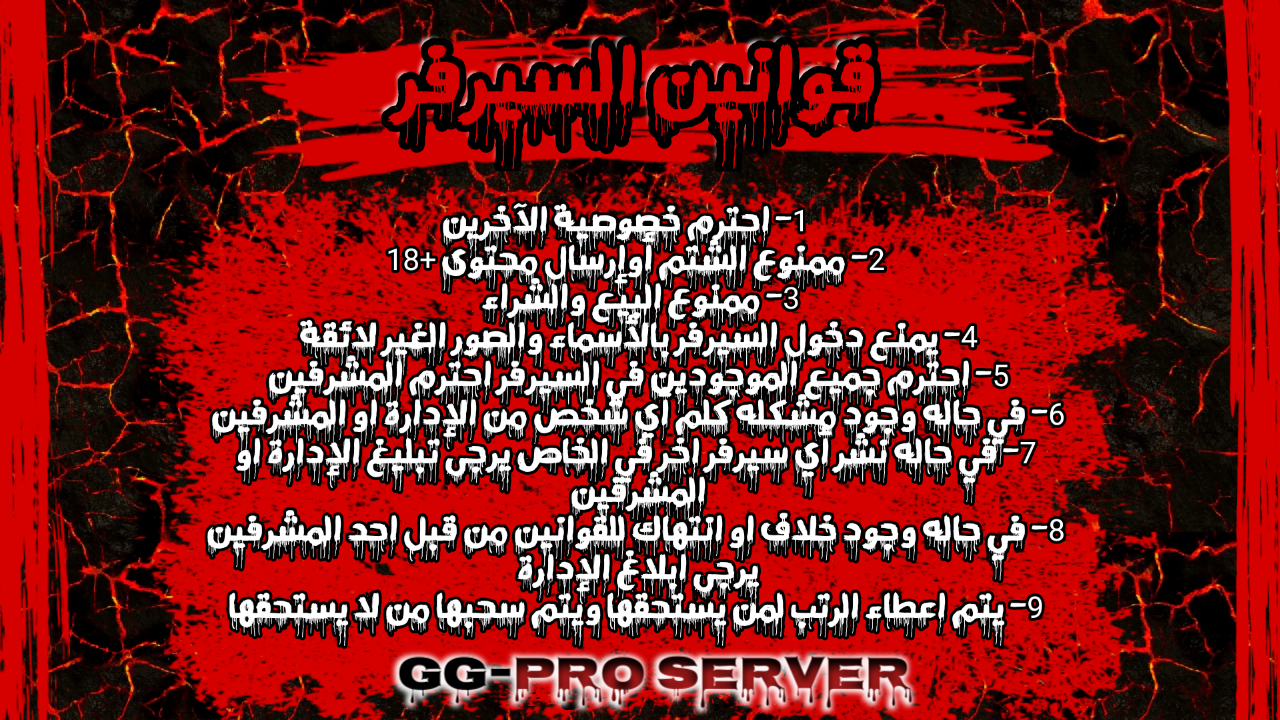 قوانين السيرفر
1- احترم خصوصية الآخرين
2- ممنوع الشتم أوإرسال محتوى +18
3- ممنوع البيع والشراء
4- يمنع دخول السيرفر بالأسماء والصور الغير لائقة
5- احترم جميع الموجودين في السيرفر احترم المشرفين
6- في حاله وجود مشكله كلم اي شخص من الإدارة او المشرفين
7- في حاله نشر أي سيرفر اخر في الخاص يرجى تبليغ الإدارة او
المشرفين
8- في حاله وجود خلاف او انتهاك للقوانين من قبل احد المشرفين
يرجى ابلاغ الإدارة
9- يتم اعطاء الرتب لمن يستحقها ويتم سحبها من لا يستحقها
GG-PRO SERVER